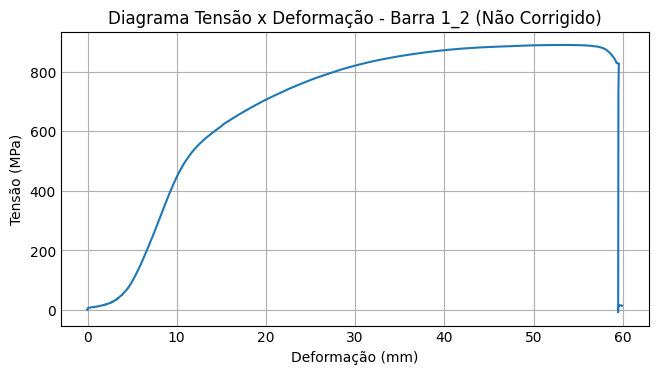 Diagrama Tensão x Deformação - Barra 1_2 (Não Corrigido)
Tensão (MPa)
800
600
400
200
0
0 10 20 30 40 50 60
Deformação (mm)